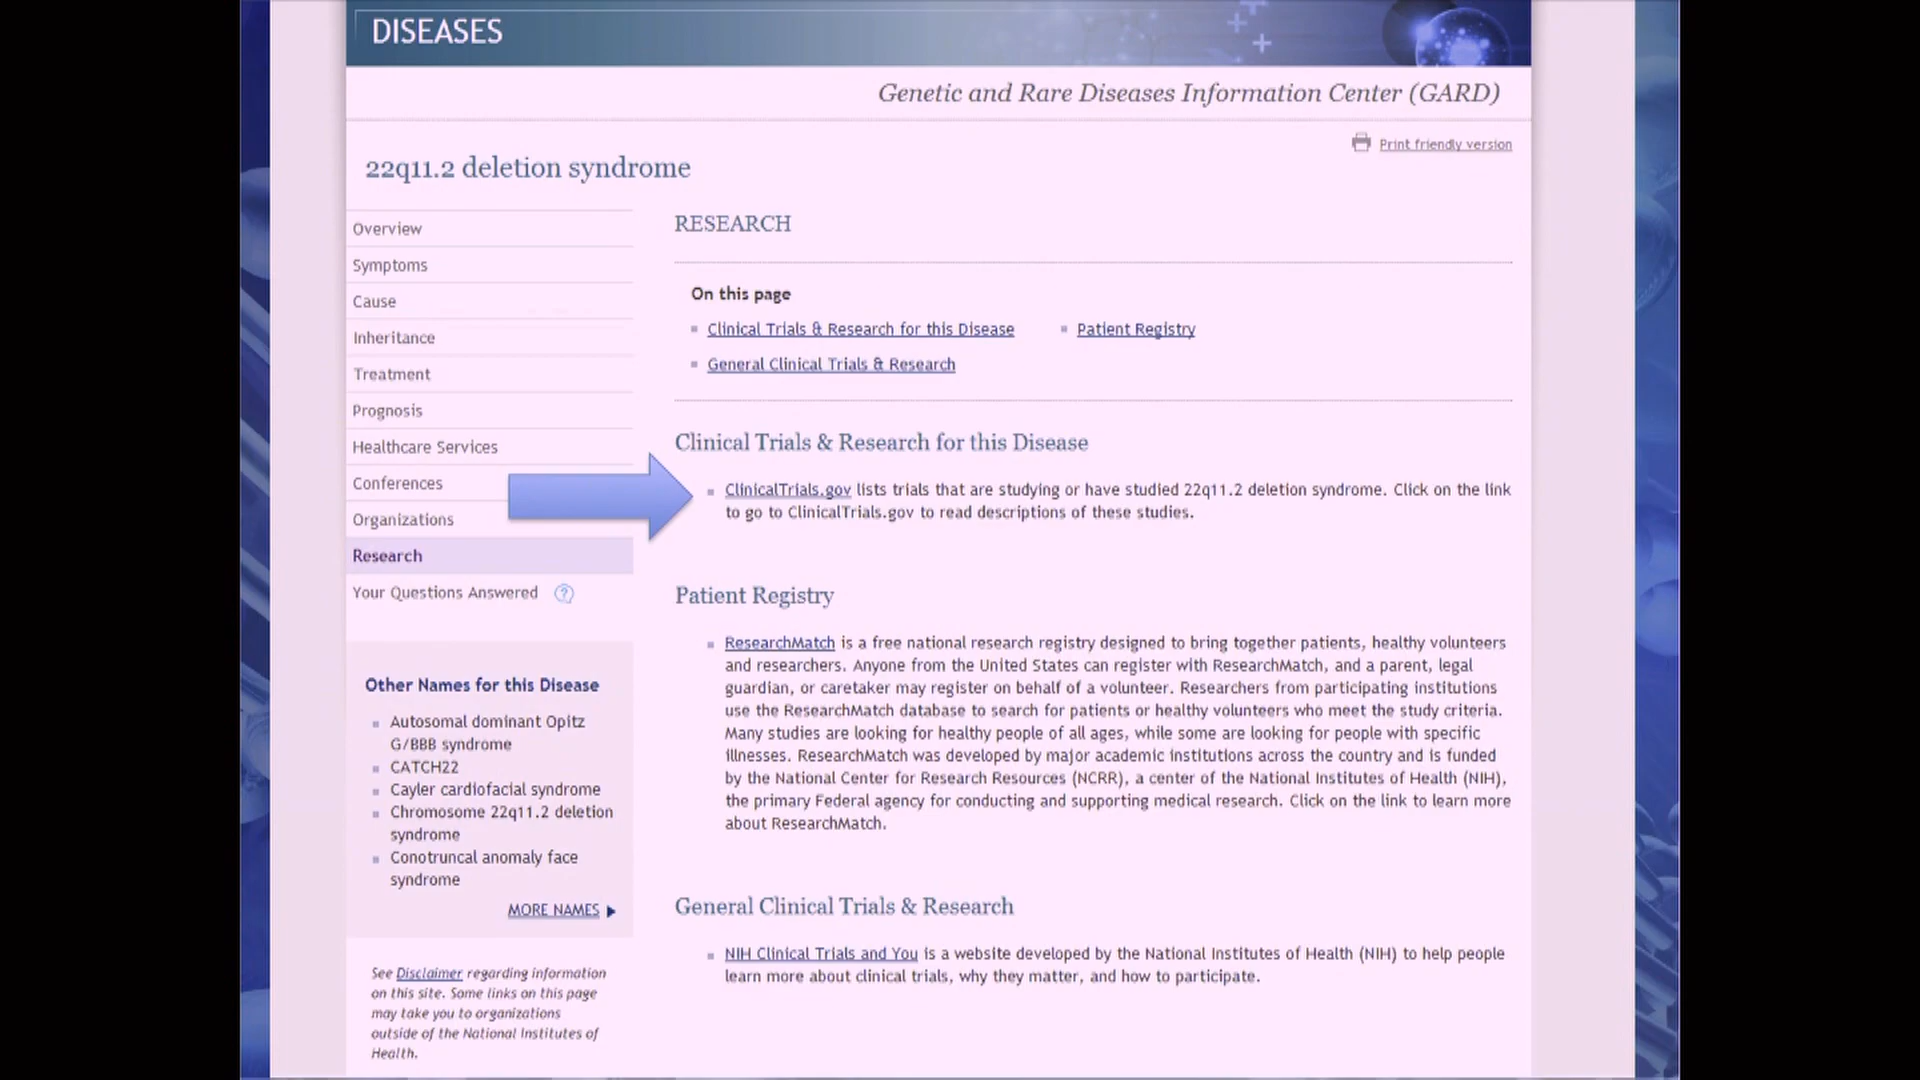 DISEASES
Genetic and Rare Diseases Information Center (GARD)
Print friendly version
22q11.2 deletion syndrome
Overview
Symptoms
Cause
Inheritance
Treatment
Prognosis
Healthcare Services
Conferences
Organizations
Research
Your Questions Answered ?
Other Names for this Disease
Autosomal dominant Opitz
G/BBB syndrome
CATCH22
Cayler cardiofacial syndrome
Chromosome 22q11.2 deletion
syndrome
Conotruncal anomaly face
syndrome
MORE NAMES
See Disclaimer regarding information
on this site. Some links on this page
may take you to organizations
outside of the National Institutes of
Health.
RESEARCH
On this page
Clinical Trials & Research for this Disease
Patient Registry
General Clinical Trials & Research
Clinical Trials & Research for this Disease
ClinicalTrials.gov lists trials that are studying or have studied 22q11.2 deletion syndrome. Click on the link
to go to ClinicalTrials.gov to read descriptions of these studies.
Patient Registry
ResearchMatch is a free national research registry designed to bring together patients, healthy volunteers
and researchers. Anyone from the United States can register with ResearchMatch, and a parent, legal
guardian, or caretaker may register on behalf of a volunteer. Researchers from participating institutions
use the ResearchMatch database to search for patients or healthy volunteers who meet the study criteria.
Many studies are looking for healthy people of all ages, while some are looking for people with specific
illnesses. ResearchMatch was developed by major academic institutions across the country and is funded
by the National Center for Research Resources (NCRR), a center of the National Institutes of Health (NIH),
the primary Federal agency for conducting and supporting medical research. Click on the link to learn more
about ResearchMatch.
General Clinical Trials & Research
NIH Clinical Trials and You is a website developed by the National Institutes of Health (NIH) to help people
learn more about clinical trials, why they matter, and how to participate.